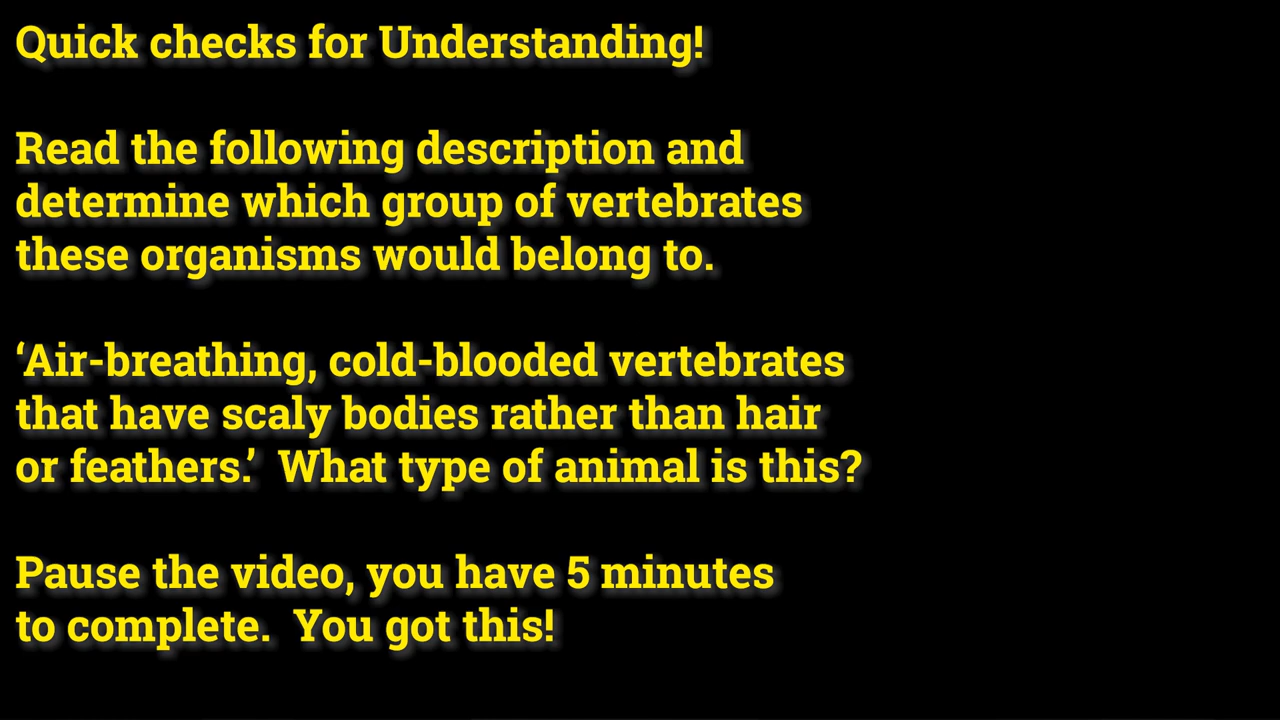 Quick checks for Understanding!
Read the following description and
determine which group of vertebrates
these organisms would belong to.
‘Air-breathing, cold-blooded vertebrates
that have scaly bodies rather than hair
or feathers.’  What type of animal is this?
Pause the video, you have 5 minutes
to complete.  You got this!